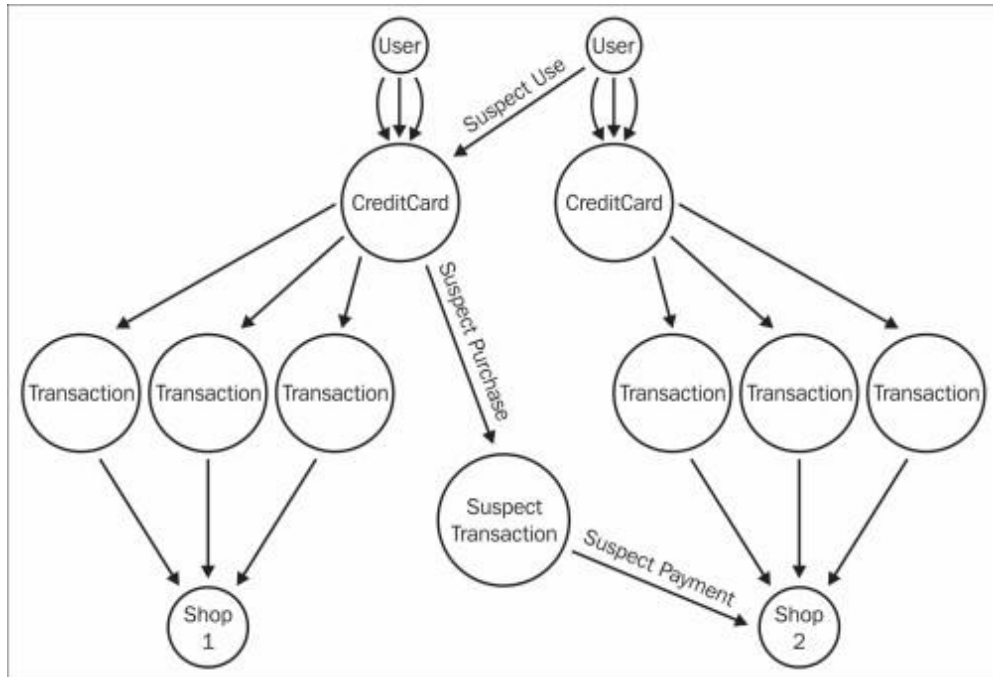 User
User
Suspect Use
CreditCard
CreditCard
Suspect Purchase
Transaction
Transaction
Transaction
Transaction
Transaction
Transaction
Suspect
Transaction
Suspect Payment
Shop
1
Shop
2